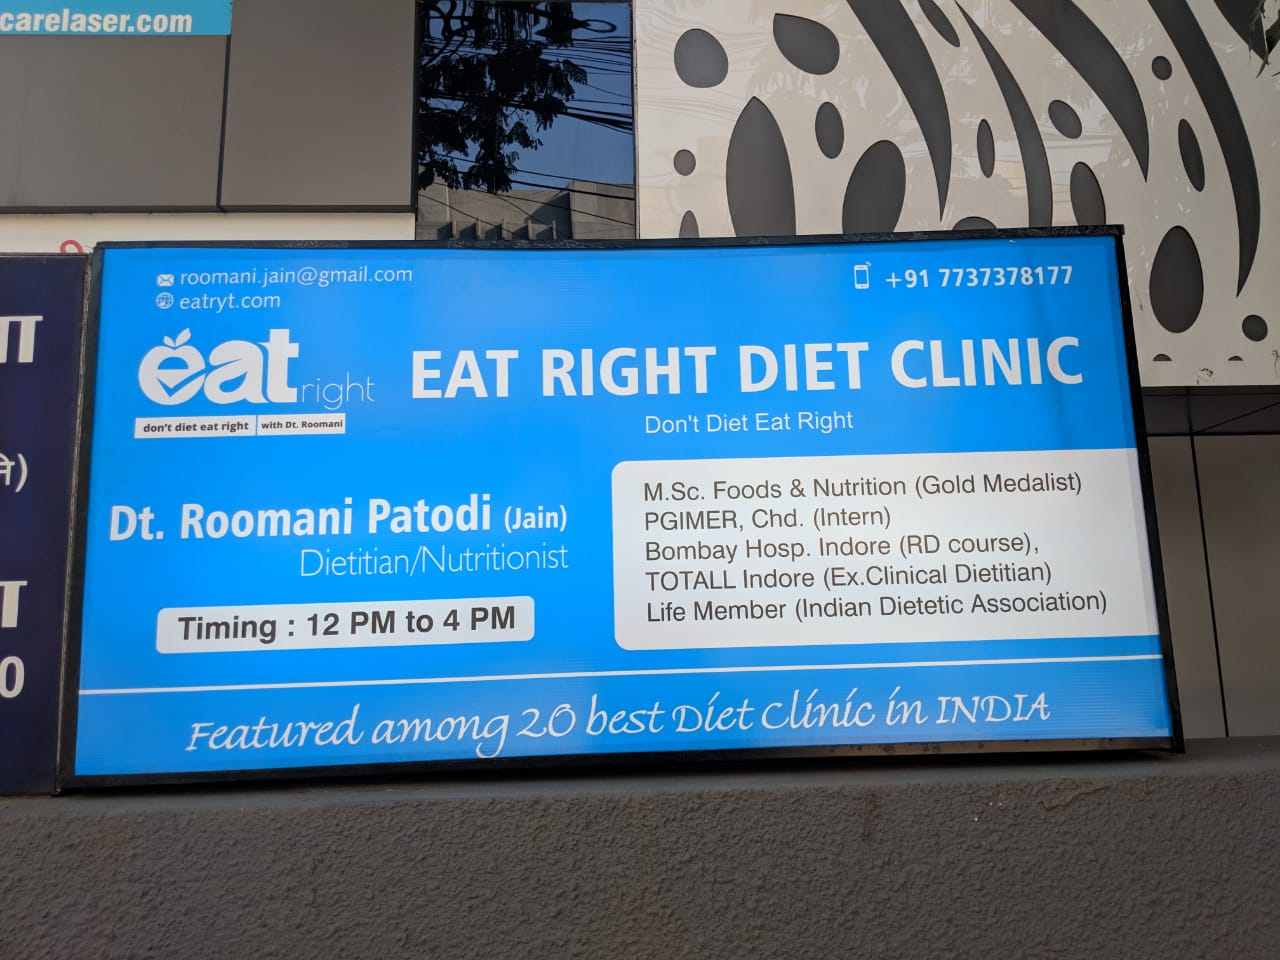 carelaser.com
roomani.jain@gmail.com
eatryt.com
+91 7737378177
eat right
don't diet eat right | with Dt. Roomani
EAT RIGHT DIET CLINIC
Don't Diet Eat Right
Dt. Roomani Patodi (Jain)
Dietitian/Nutritionist
Timing : 12 PM to 4 PM
M.Sc. Foods & Nutrition (Gold Medalist)
PGIMER, Chd. (Intern)
Bombay Hosp. Indore (RD course),
TOTALL Indore (Ex.Clinical Dietitian)
Life Member (Indian Dietetic Association)
Featured among 20 best Diet Clinic in INDIA